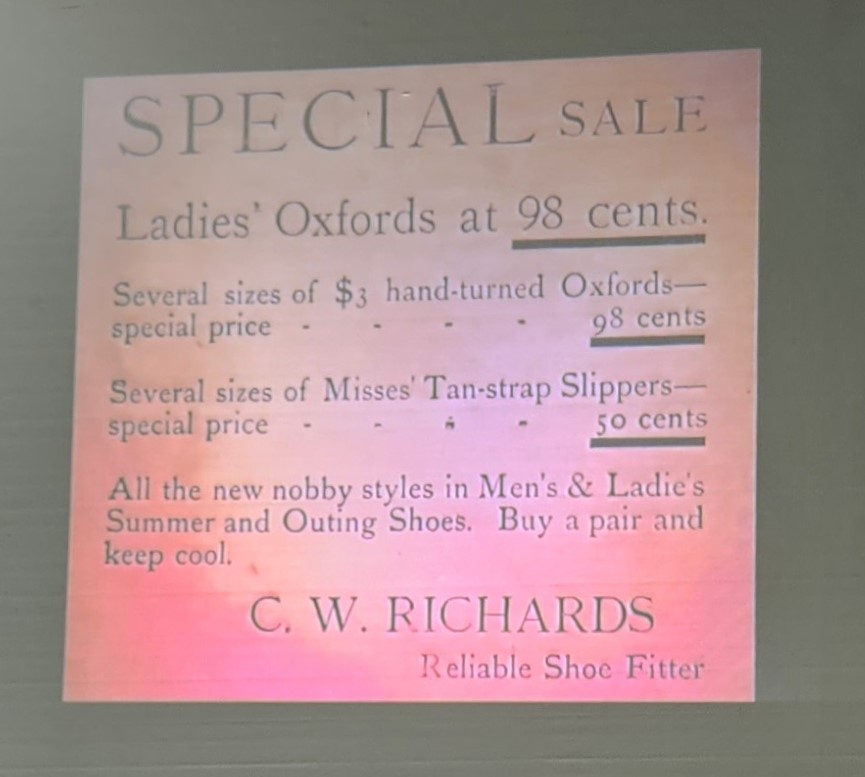 SPECIAL SALE
Ladies' Oxfords at 98 cents.
Several sizes of $3 hand-turned Oxfords—
special price - - - - 98 cents
Several sizes of Misses' Tan-strap Slippers—
special price - - - - 50 cents
All the new nobby styles in Men's & Ladie's
Summer and Outing Shoes. Buy a pair and
keep cool.
C. W. RICHARDS
Reliable Shoe Fitter